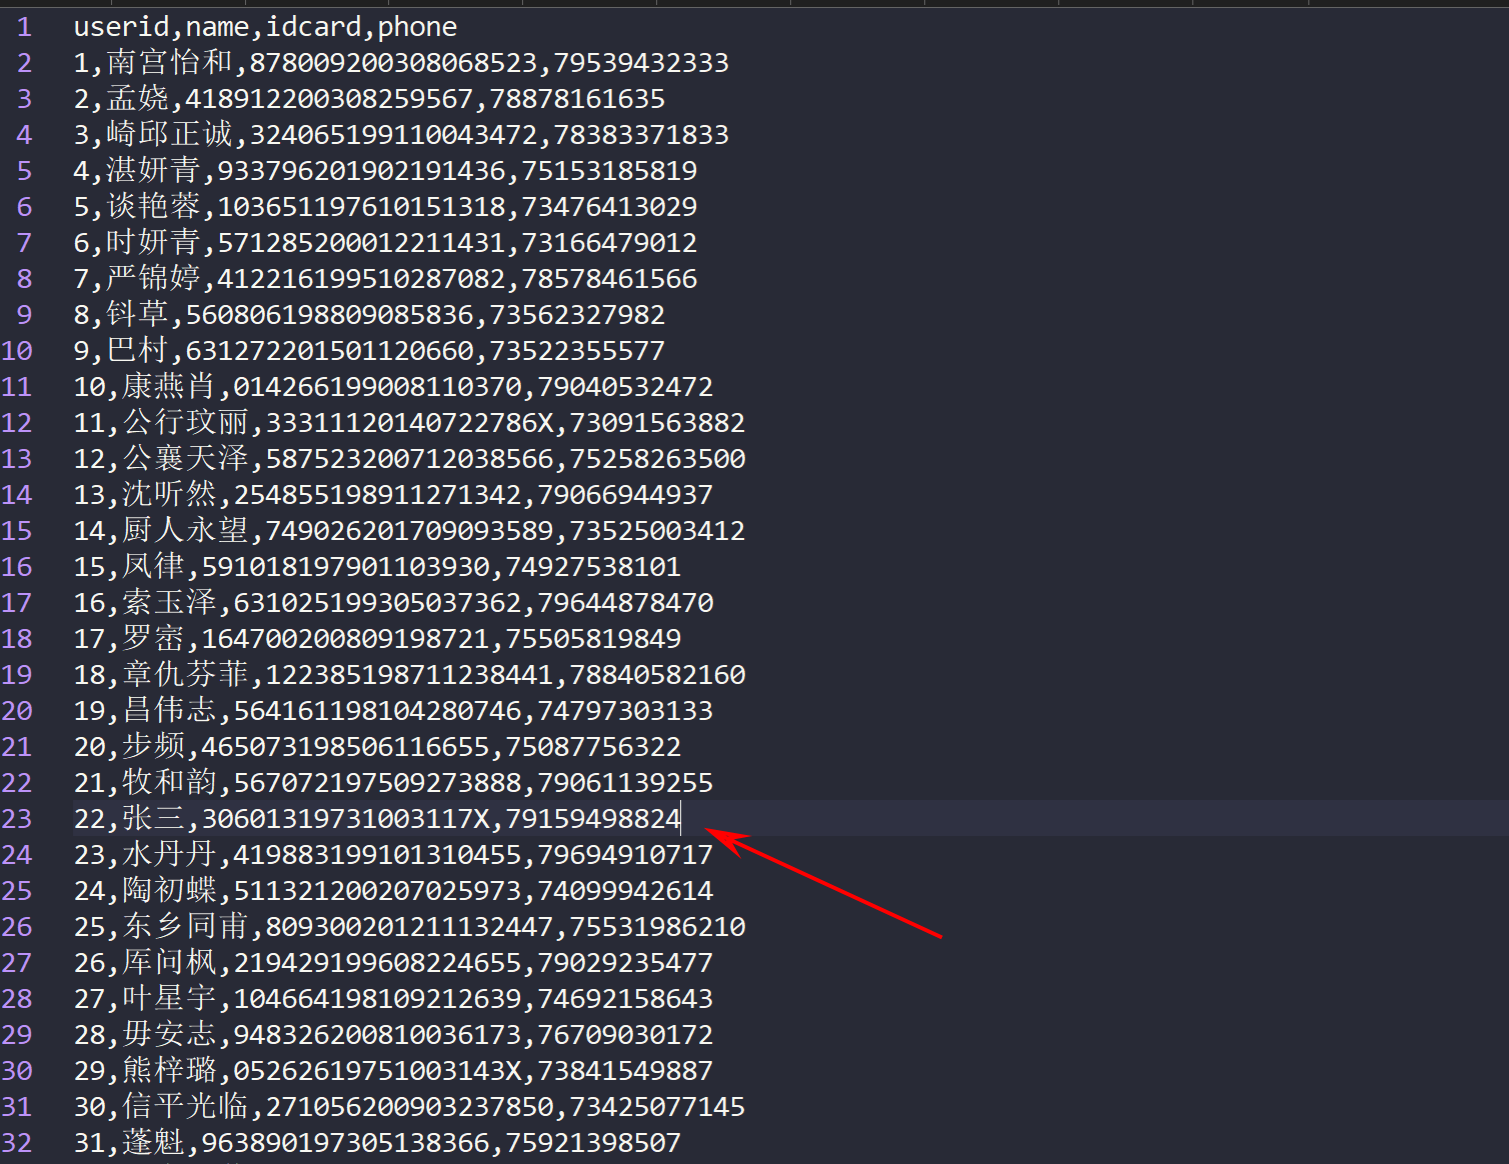 1 userid,name,idcard,phone
2 1,南宫怡和,878009200308068523,79539432333
3 2,孟娆,418912200308259567,78878161635
4 3,崎邱正诚,324065199110043472,78383371833
5 4,湛妍青,933796201902191436,75153185819
6 5,谈艳蓉,103651197610151318,73476413029
7 6,时妍青,571285200012211431,73166479012
8 7,严锦婷,412216199510287082,78578461566
9 8,钭草,560806198809085836,73562327982
10 9,巴村,631272201501120660,73522355577
11 10,康燕肖,014266199008110370,79040532472
12 11,公行玟丽,33311120140722786X,73091563882
13 12,公襄天泽,587523200712038566,75258263500
14 13,沈听然,254855198911271342,79066944937
15 14,厨人永望,749026201709093589,73525003412
16 15,凤律,591018197901103930,74927538101
17 16,索玉泽,631025199305037362,79644878470
18 17,罗密,164700200809198721,75505819849
19 18,章仇芬菲,122385198711238441,78840582160
20 19,昌伟志,564161198104280746,74797303133
21 20,步频,465073198506116655,75087756322
22 21,牧和韵,567072197509273888,79061139255
23 22,张三,30601319731003117X,79159498824
24 23,水丹丹,419883199101310455,79694910717
25 24,陶初蝶,511321200207025973,74099942614
26 25,东乡同甫,809300201211132447,75531986210
27 26,厍问枫,219429199608224655,79029235477
28 27,叶星宇,104664198109212639,74692158643
29 28,毋安志,948326200810036173,76709030172
30 29,熊梓璐,05262619751003143X,73841549887
31 30,信平光临,271056200903237850,73425077145
32 31,蓬魁,963890197305138366,75921398507